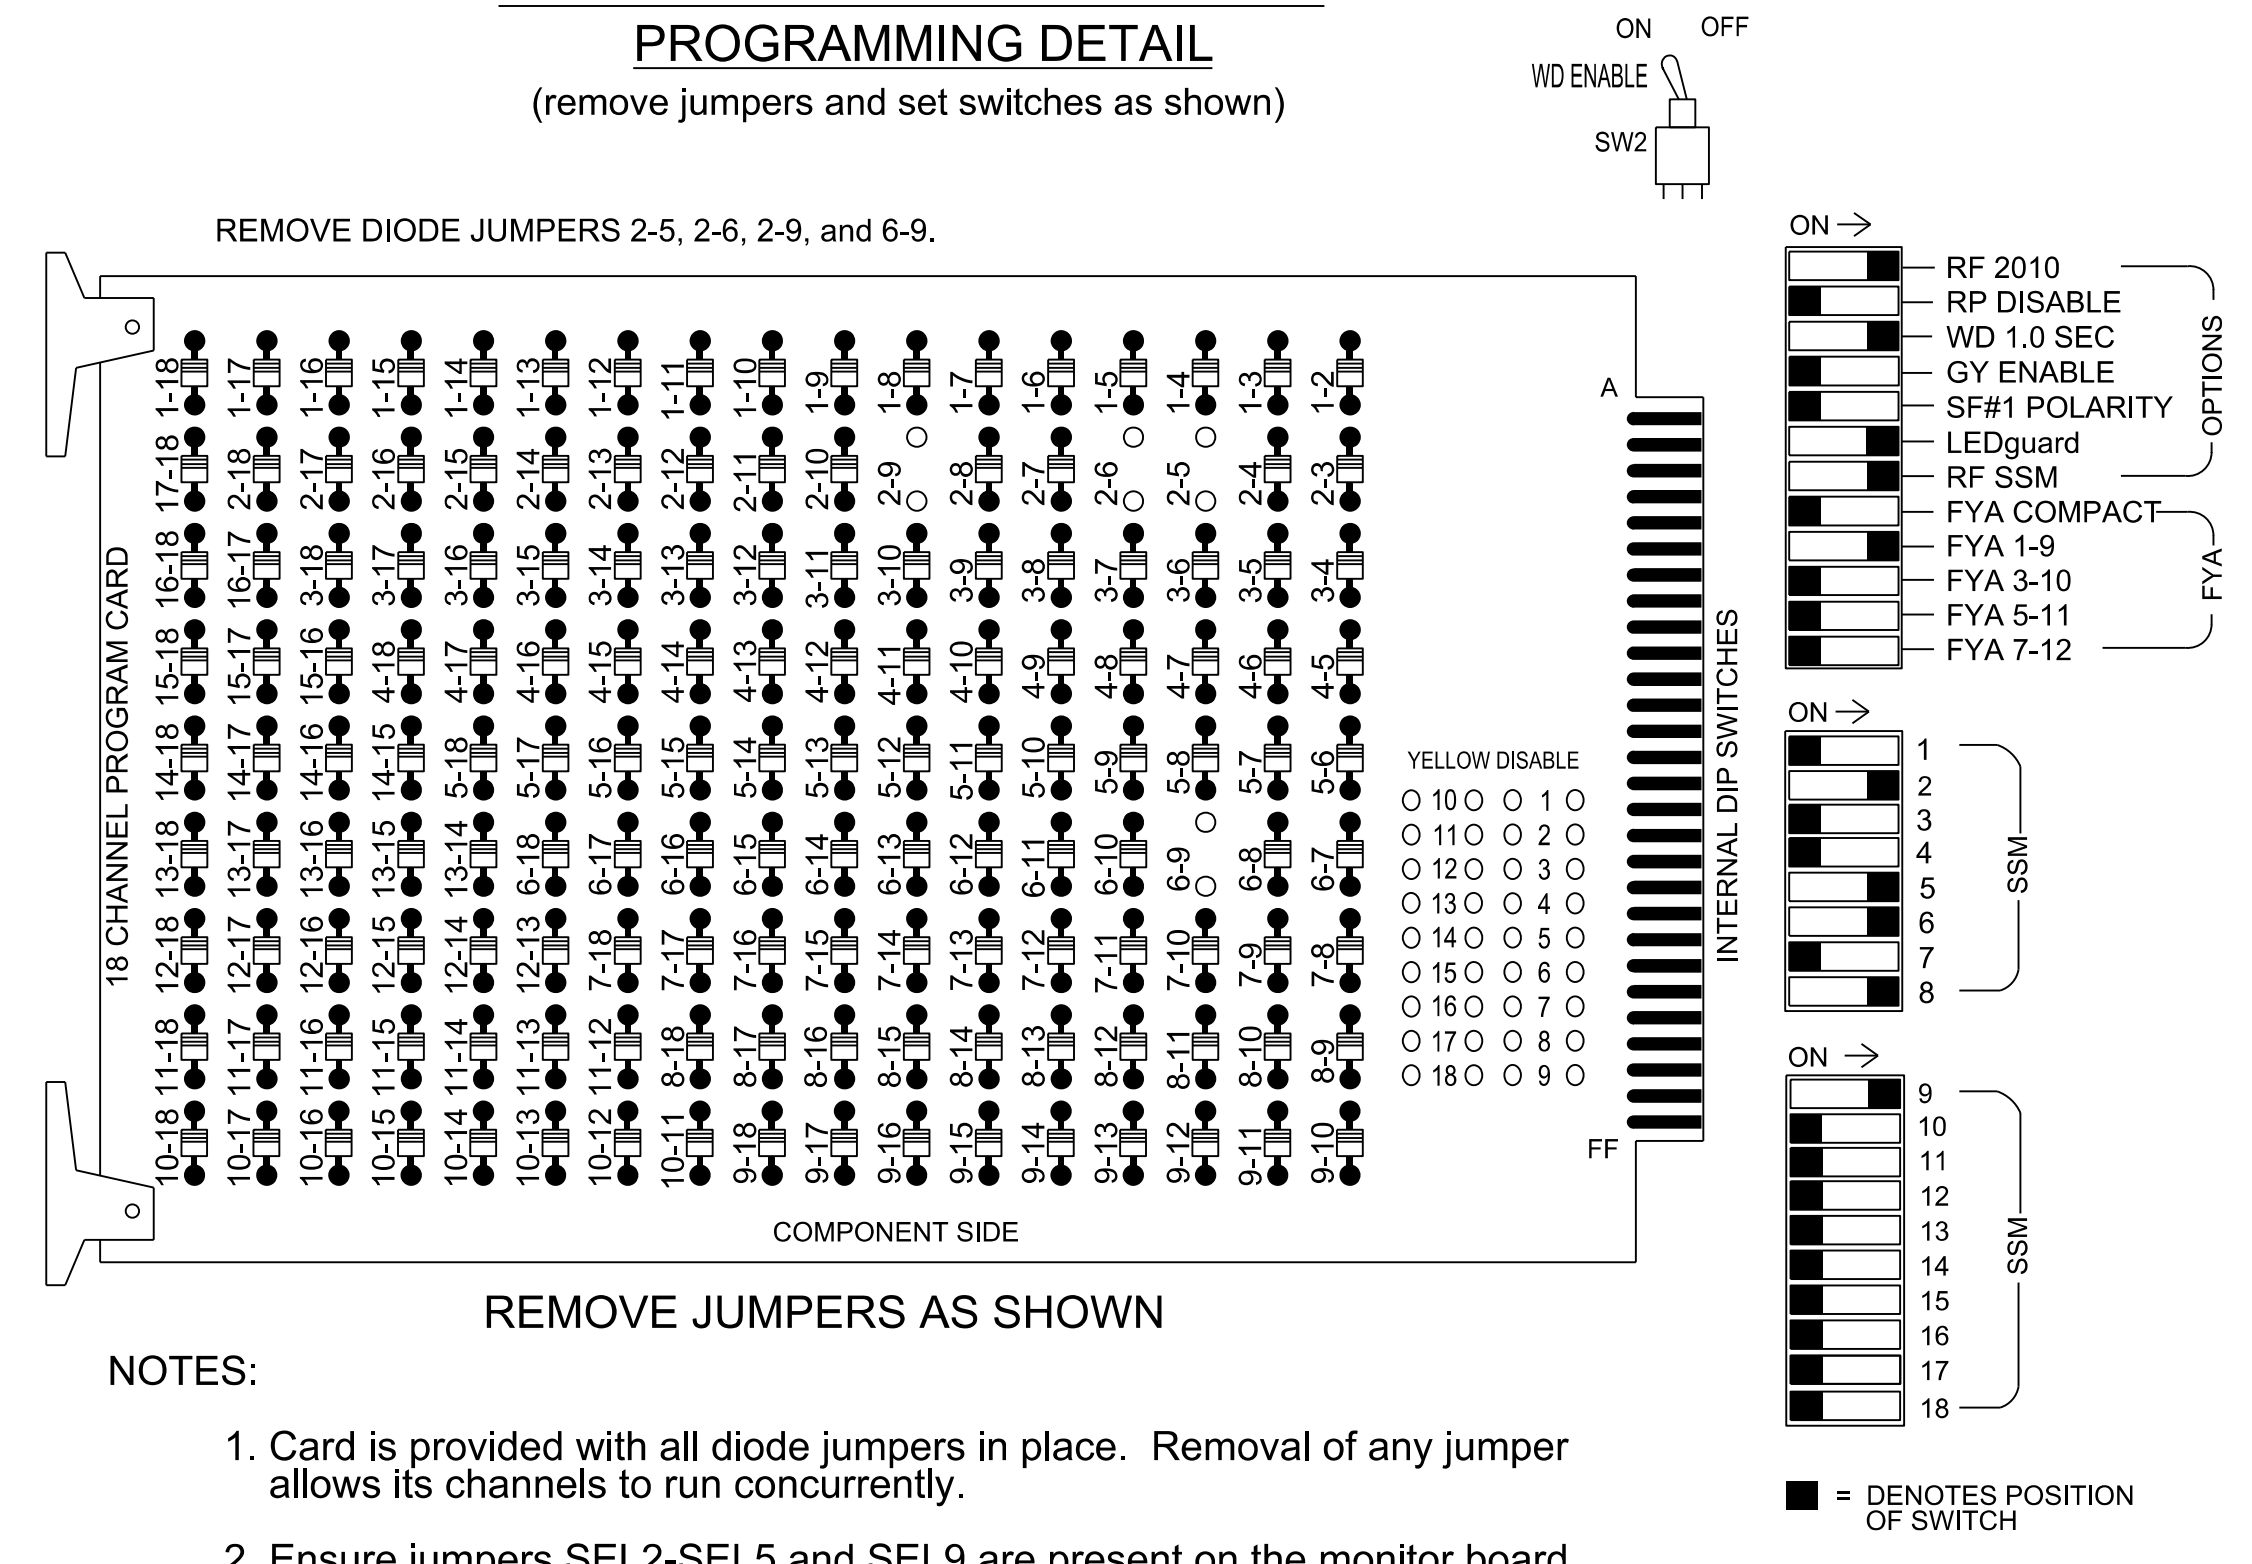 PROGRAMMING DETAIL
(remove jumpers and set switches as shown)
ON OFF
WD ENABLE
SW2
REMOVE DIODE JUMPERS 2-5, 2-6, 2-9, and 6-9.
18 CHANNEL PROGRAM CARD
1-18 1-17 1-16 1-15 1-14 1-13 1-12 1-11 1-10 1-9 1-8 1-7 1-6 1-5 1-4 1-3 1-2
17-18 2-18 2-17 2-16 2-15 2-14 2-13 2-12 2-11 2-10 2-9 2-8 2-7 2-6 2-5 2-4 2-3
16-18 16-17 3-18 3-17 3-16 3-15 3-14 3-13 3-12 3-11 3-10 3-9 3-8 3-7 3-6 3-5 3-4
15-18 15-17 15-16 4-18 4-17 4-16 4-15 4-14 4-13 4-12 4-11 4-10 4-9 4-8 4-7 4-6 4-5
14-18 14-17 14-16 14-15 5-18 5-17 5-16 5-15 5-14 5-13 5-12 5-11 5-10 5-9 5-8 5-7 5-6
13-18 13-17 13-16 13-15 13-14 6-18 6-17 6-16 6-15 6-14 6-13 6-12 6-11 6-10 6-9 6-8 6-7
12-18 12-17 12-16 12-15 12-14 12-13 7-18 7-17 7-16 7-15 7-14 7-13 7-12 7-11 7-10 7-9 7-8
11-18 11-17 11-16 11-15 11-14 11-13 11-12 8-18 8-17 8-16 8-15 8-14 8-13 8-12 8-11 8-10 8-9
10-18 10-17 10-16 10-15 10-14 10-13 10-12 10-11 9-18 9-17 9-16 9-15 9-14 9-13 9-12 9-11 9-10
A
YELLOW DISABLE
10 1
11 2
12 3
13 4
14 5
15 6
16 7
17 8
18 9
FF
COMPONENT SIDE
INTERNAL DIP SWITCHES
ON
RF 2010
RP DISABLE
WD 1.0 SEC
GY ENABLE
SF#1 POLARITY
LEDguard
RF SSM
OPTIONS
FYA COMPACT
FYA 1-9
FYA 3-10
FYA 5-11
FYA 7-12
FYA
ON
1
2
3
4
5
6
7
8
SSM
ON
9
10
11
12
13
14
15
16
17
18
SSM
= DENOTES POSITION
OF SWITCH
REMOVE JUMPERS AS SHOWN
NOTES:
1. Card is provided with all diode jumpers in place. Removal of any jumper
allows its channels to run concurrently.
2. Ensure jumpers SEL2-SEL5 and SEL9 are present on the monitor board.